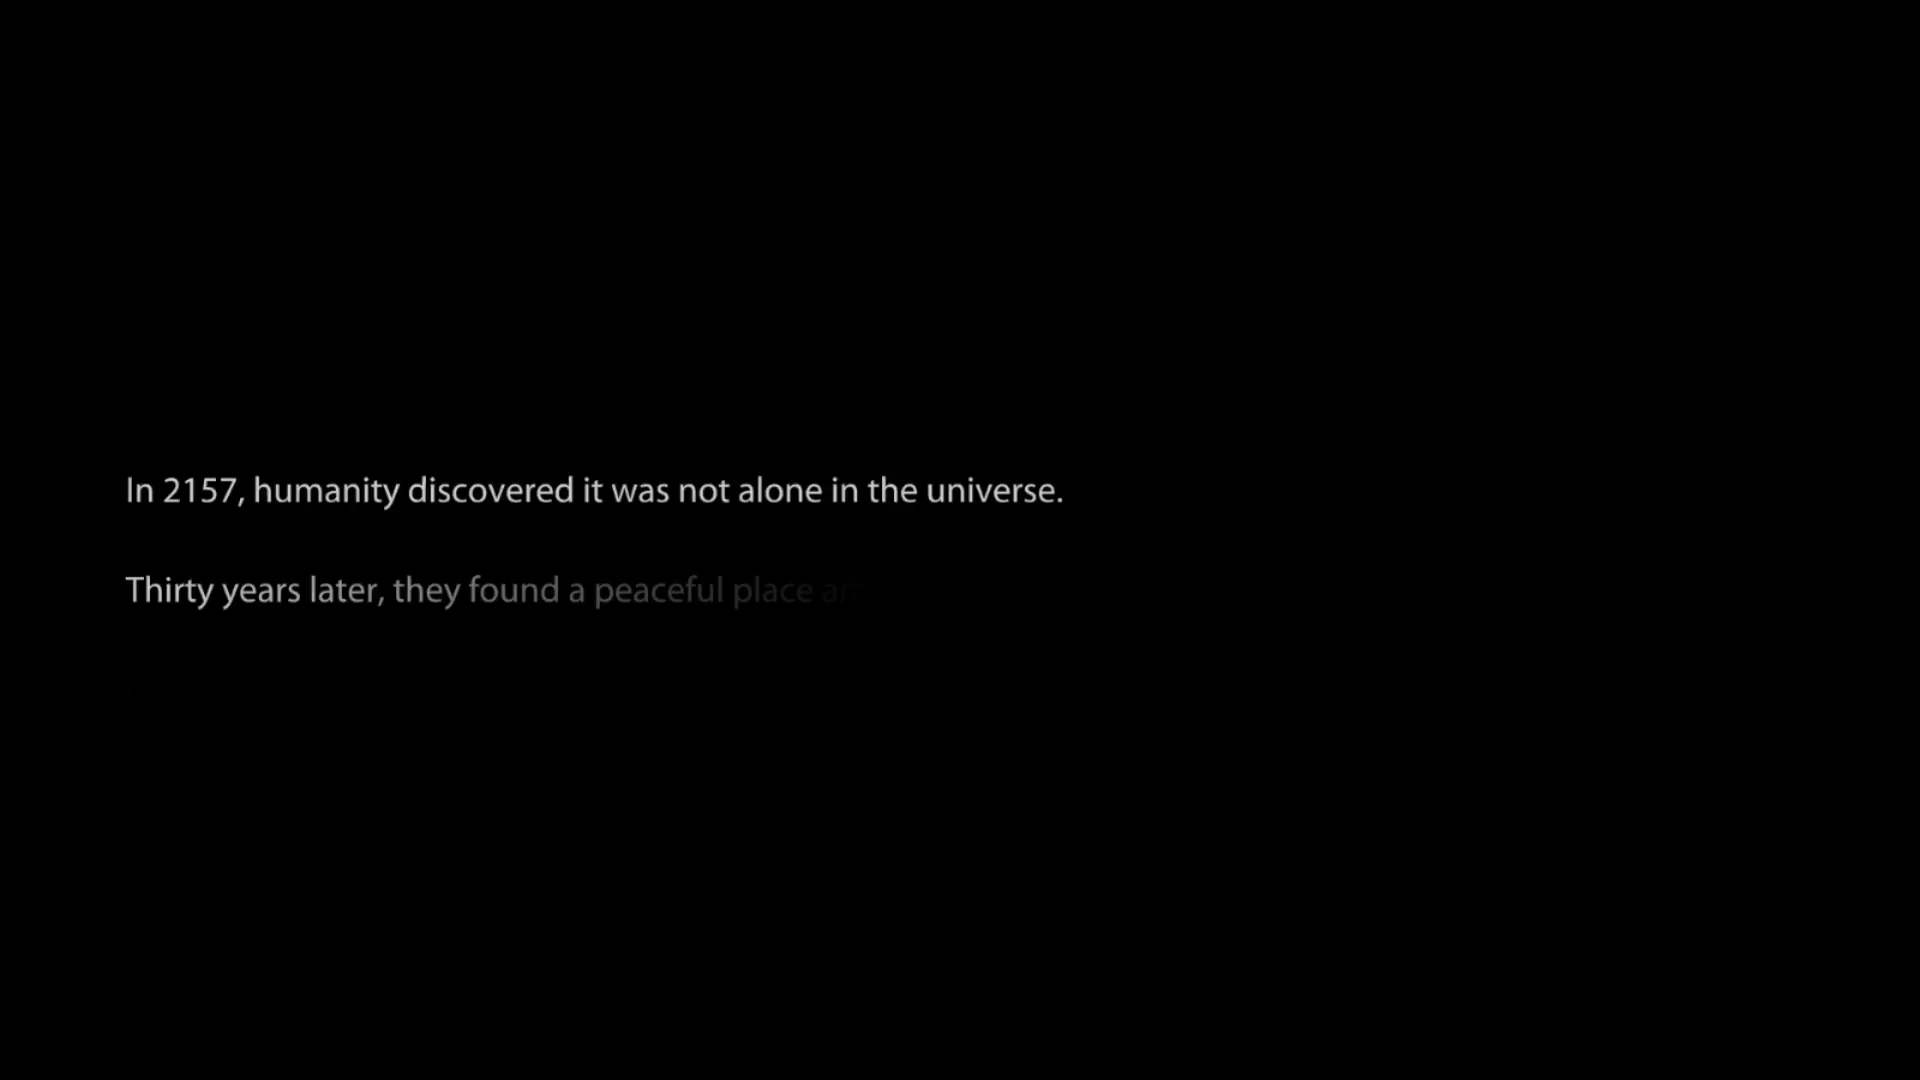 In 2157, humanity discovered it was not alone in the universe.
Thirty years later, they found a peaceful place